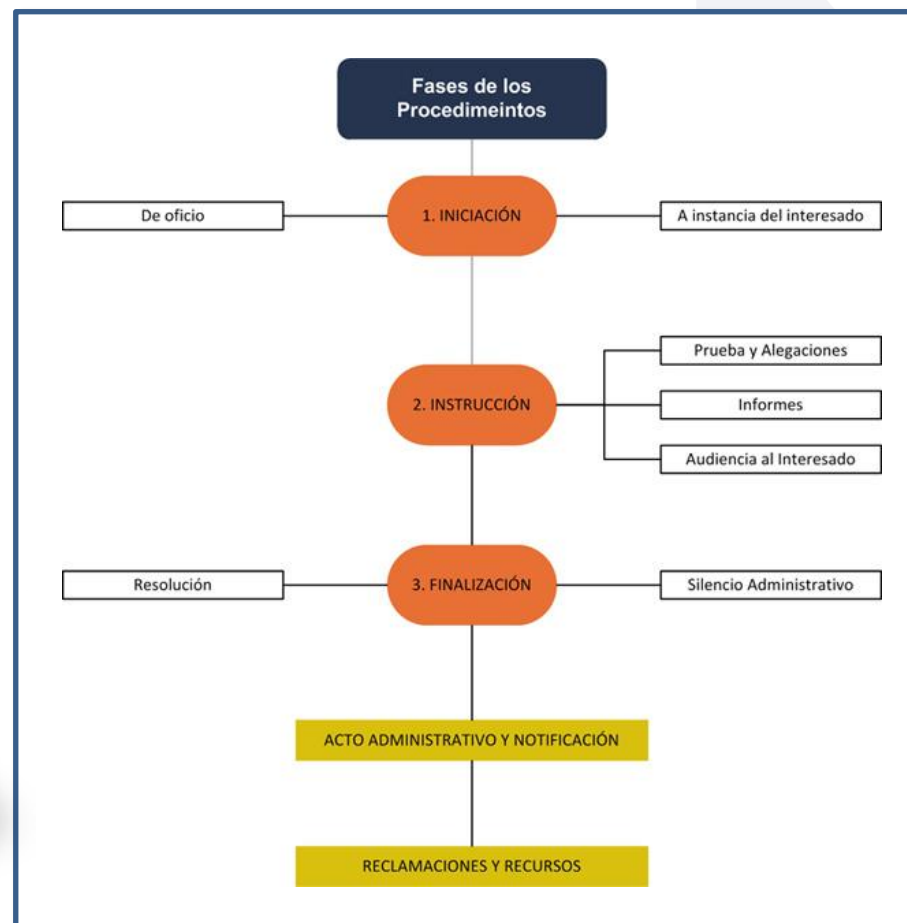 Fases de los
Procedimeintos
De oficio
1. INICIACIÓN
A instancia del interesado
Prueba y Alegaciones
2. INSTRUCCIÓN
Informes
Audiencia al Interesado
Resolución
3. FINALIZACIÓN
Silencio Administrativo
ACTO ADMINISTRATIVO Y NOTIFICACIÓN
RECLAMACIONES Y RECURSOS